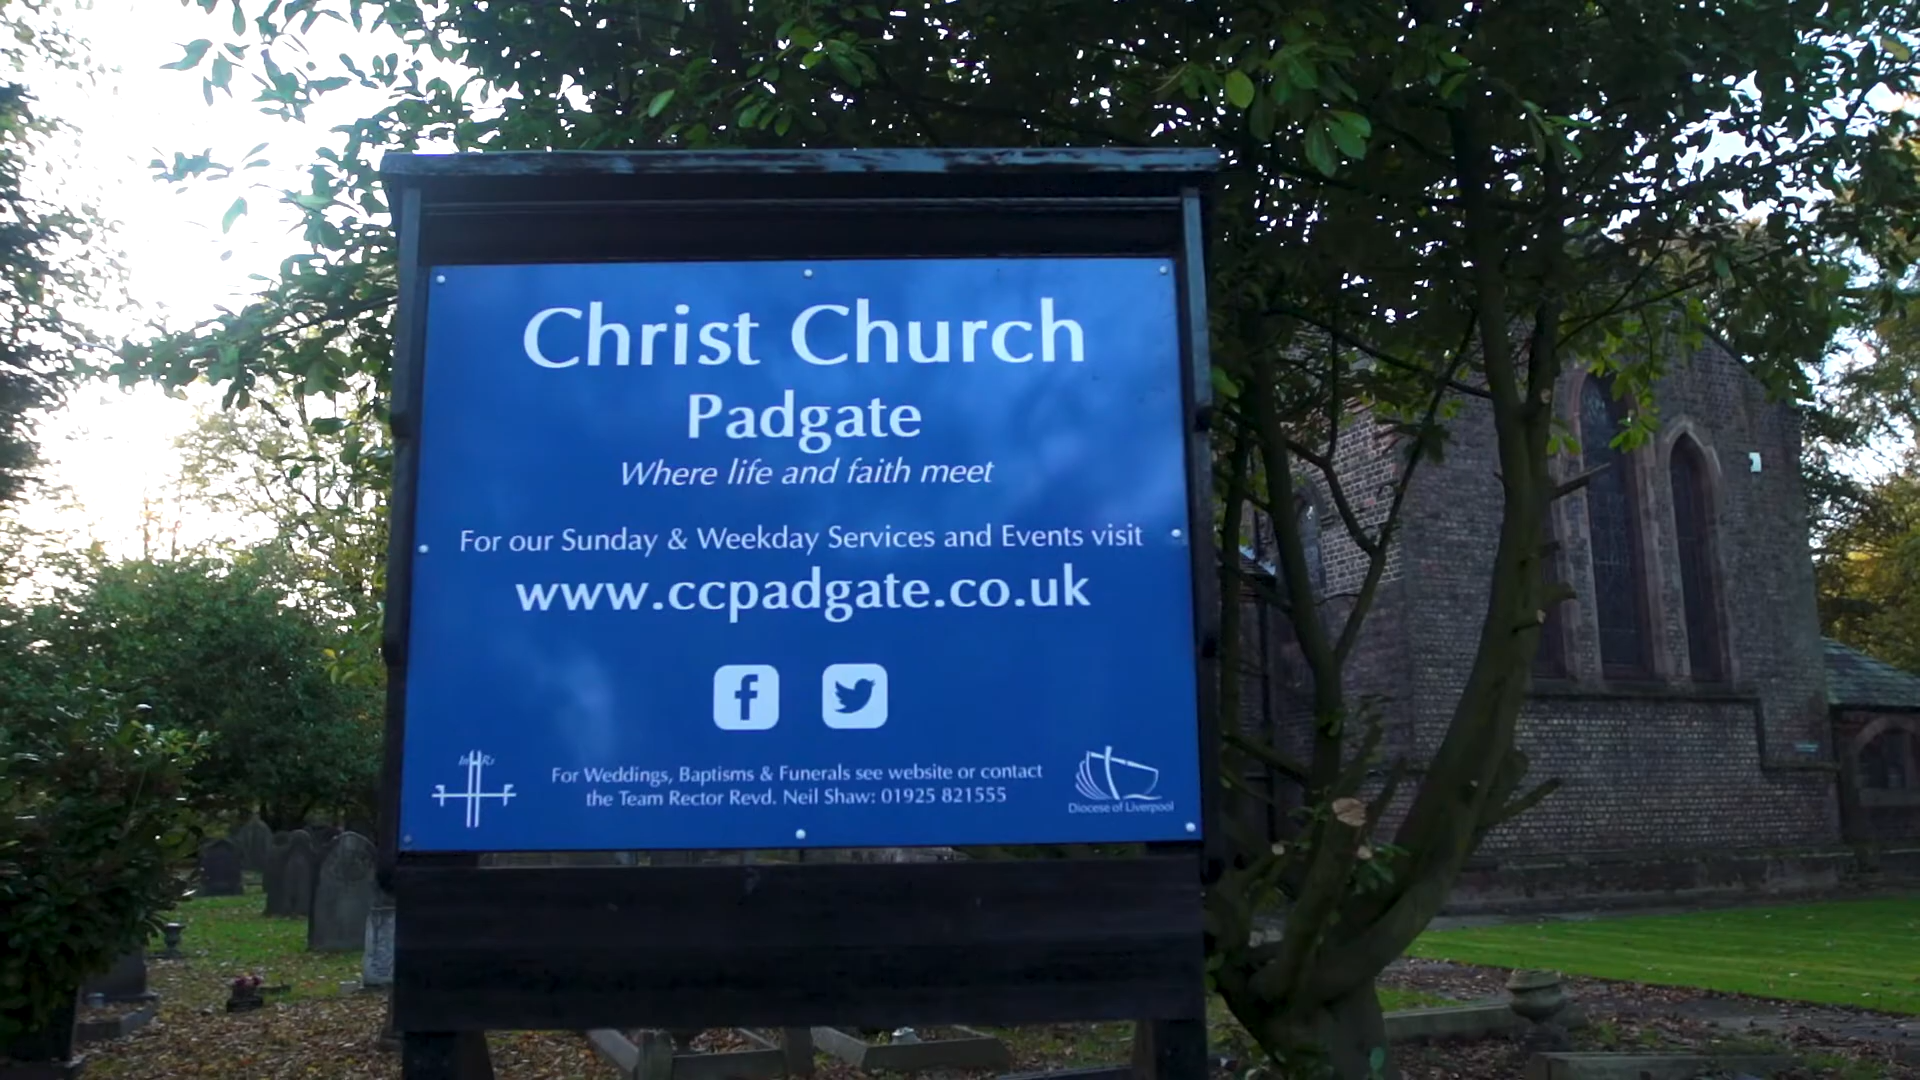 Christ Church
Padgate
Where life and faith meet
For our Sunday & Weekday Services and Events visit
www.ccpadgate.co.uk
For Weddings, Baptisms & Funerals see website or contact
the Team Rector Revd. Neil Shaw: 01925 821555
Diocese of Liverpool